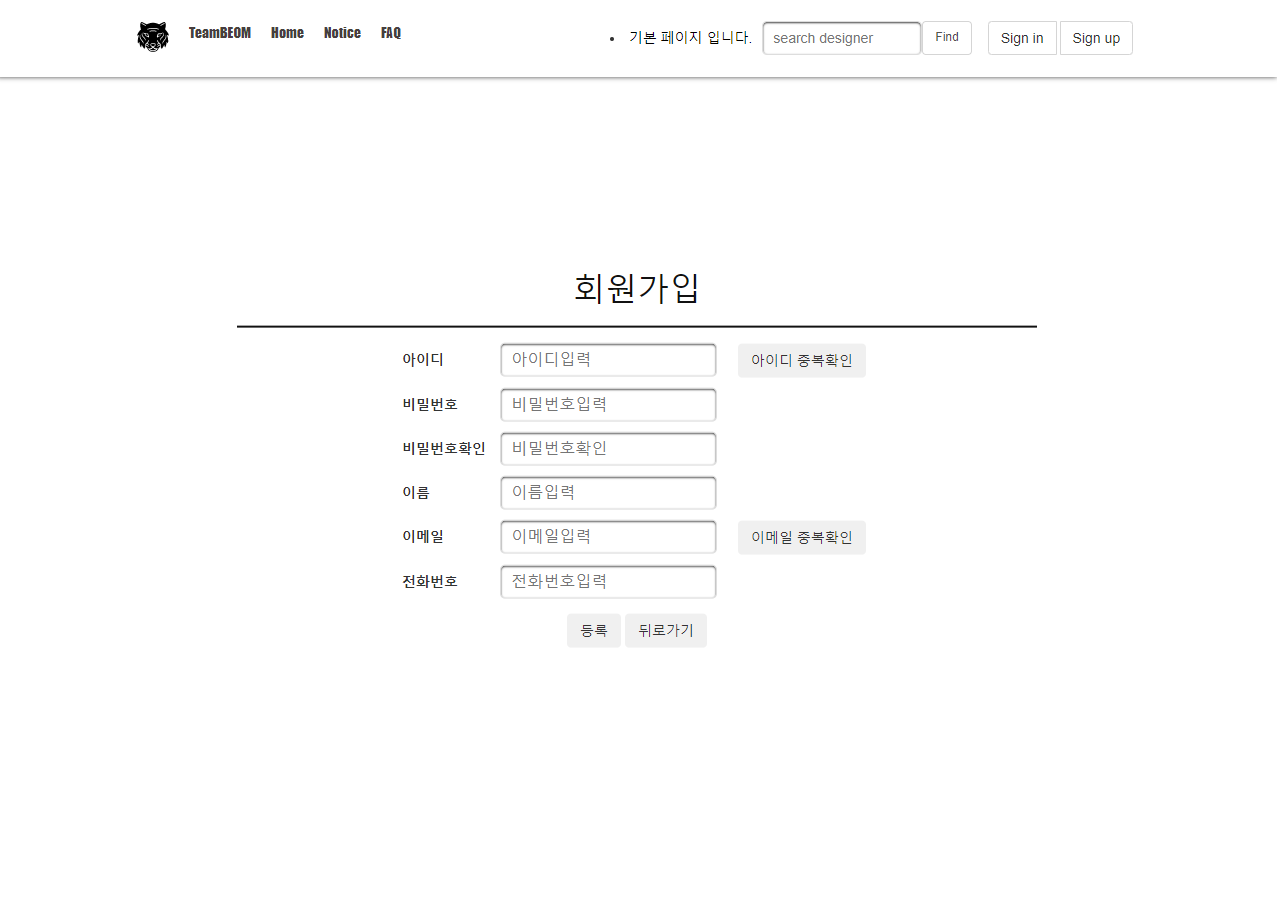 TeamBEOM Home Notice FAQ • 기본 페이지 입니다. search designer Find Sign in Sign up
회원가입
아이디 아이디입력 아이디 중복확인
비밀번호 비밀번호입력
비밀번호확인 비밀번호확인
이름 이름입력
이메일 이메일입력 이메일 중복확인
전화번호 전화번호입력
등록 뒤로가기